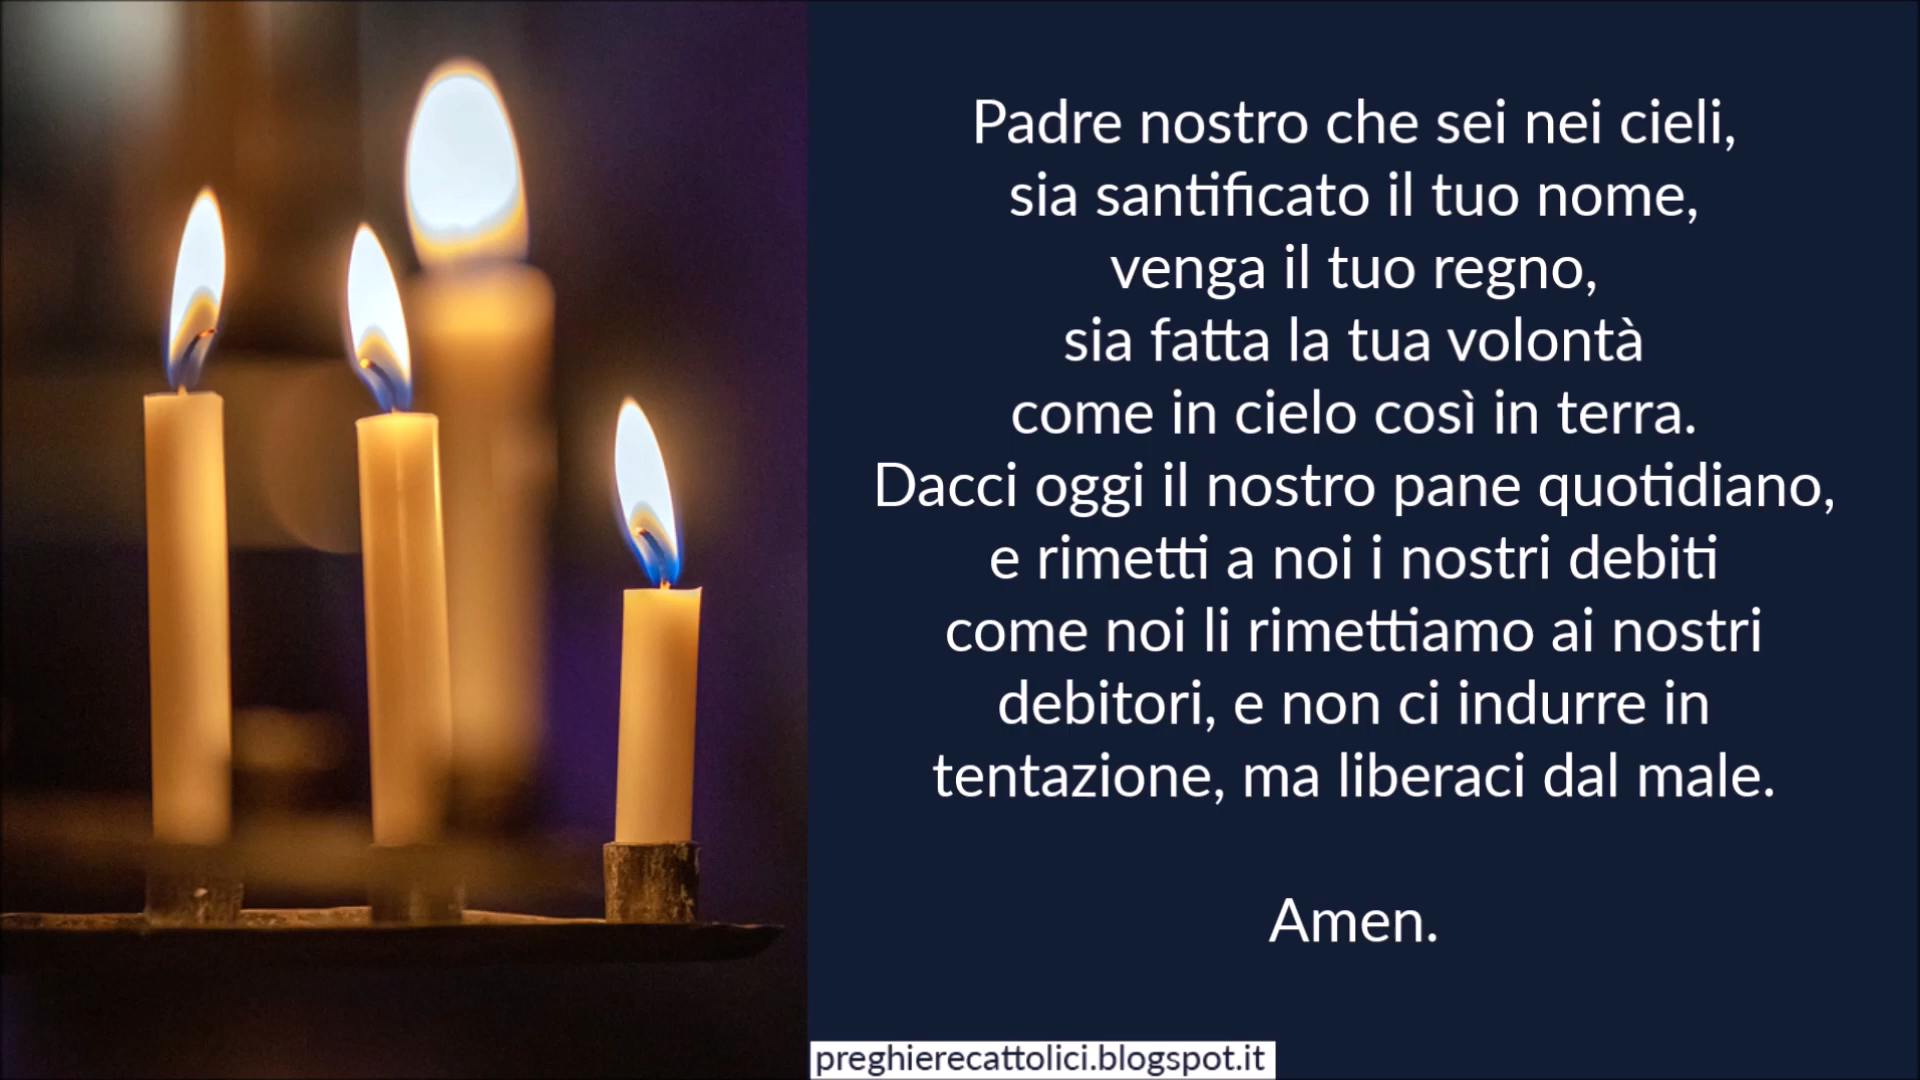 Padre nostro che sei nei cieli,
sia santificato il tuo nome,
venga il tuo regno,
sia fatta la tua volontà
come in cielo così in terra.
Dacci oggi il nostro pane quotidiano,
e rimetti a noi i nostri debiti
come noi li rimettiamo ai nostri
debitori, e non ci indurre in
tentazione, ma liberaci dal male.
Amen.
preghierecattolici.blogspot.it